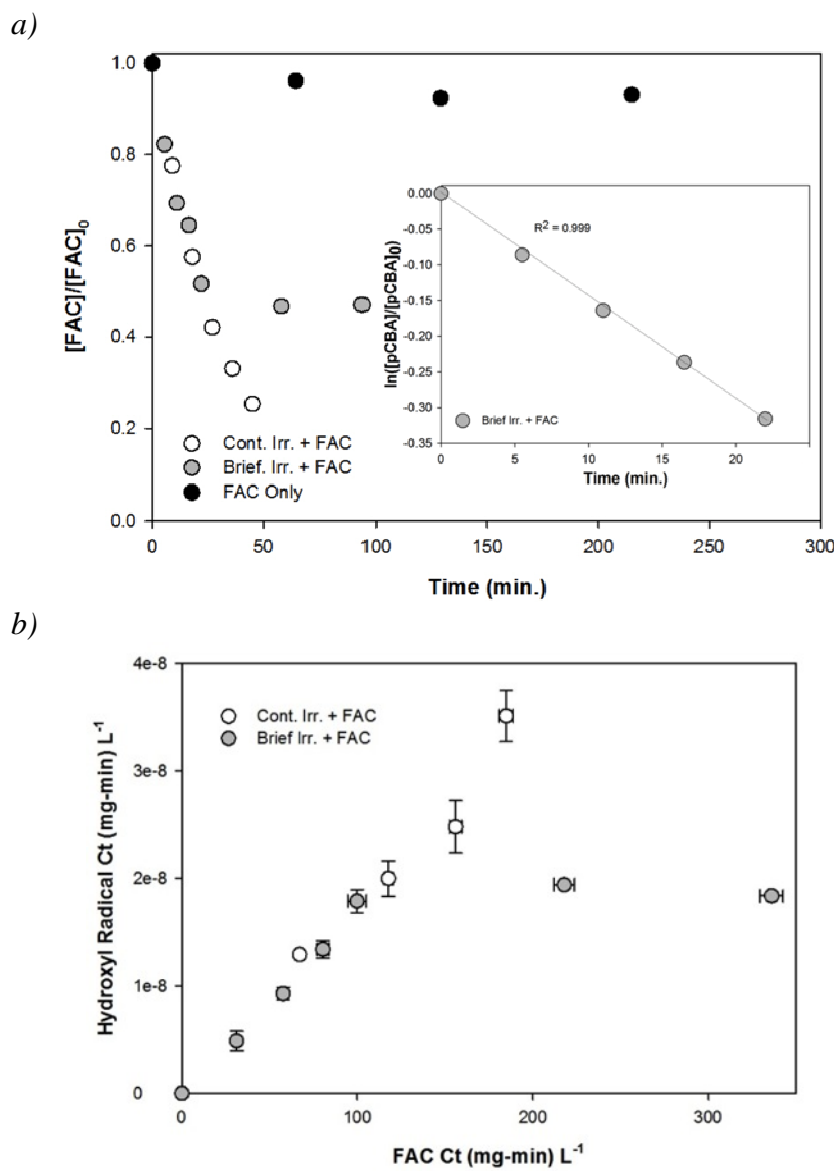 a)
1.0
0.8
0.6
0.4
0.2
0.0
[FAC]/[FAC]0
Cont. Irr. + FAC
Brief. Irr. + FAC
FAC Only
0 50 100 150 200 250 300
Time (min.)
0.00
-0.05
-0.10
-0.15
-0.20
-0.25
-0.30
-0.35
ln([pCBA]/[pCBA]0)
R2 = 0.999
Brief Irr. + FAC
0 5 10 15 20
Time (min.)
b)
4e-8
3e-8
2e-8
1e-8
0
Hydroxyl Radical Ct (mg-min) L-1
Cont. Irr. + FAC
Brief Irr. + FAC
0 100 200 300
FAC Ct (mg-min) L-1